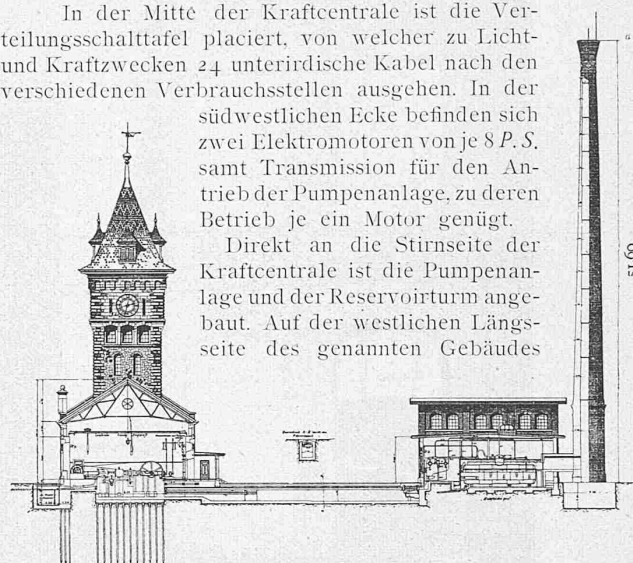 In der Mitte der Kraftcentrale ist die Ver-
teilungsschalttafel placiert, von welcher zu Licht-
und Kraftzwecken 24 unterirdische Kabel nach den
verschiedenen Verbrauchsstellen ausgehen. In der
südwestlichen Ecke befinden sich
zwei Elektromotoren von je 8 P. S.
samt Transmission für den An-
trieb der Pumpenanlage, zu deren
Betrieb je ein Motor genügt.
Direkt an die Stirnseite der
Kraftcentrale ist die Pumpenan-
lage und der Reservoirturm ange-
baut. Auf der westlichen Längs-
seite des genannten Gebäudes